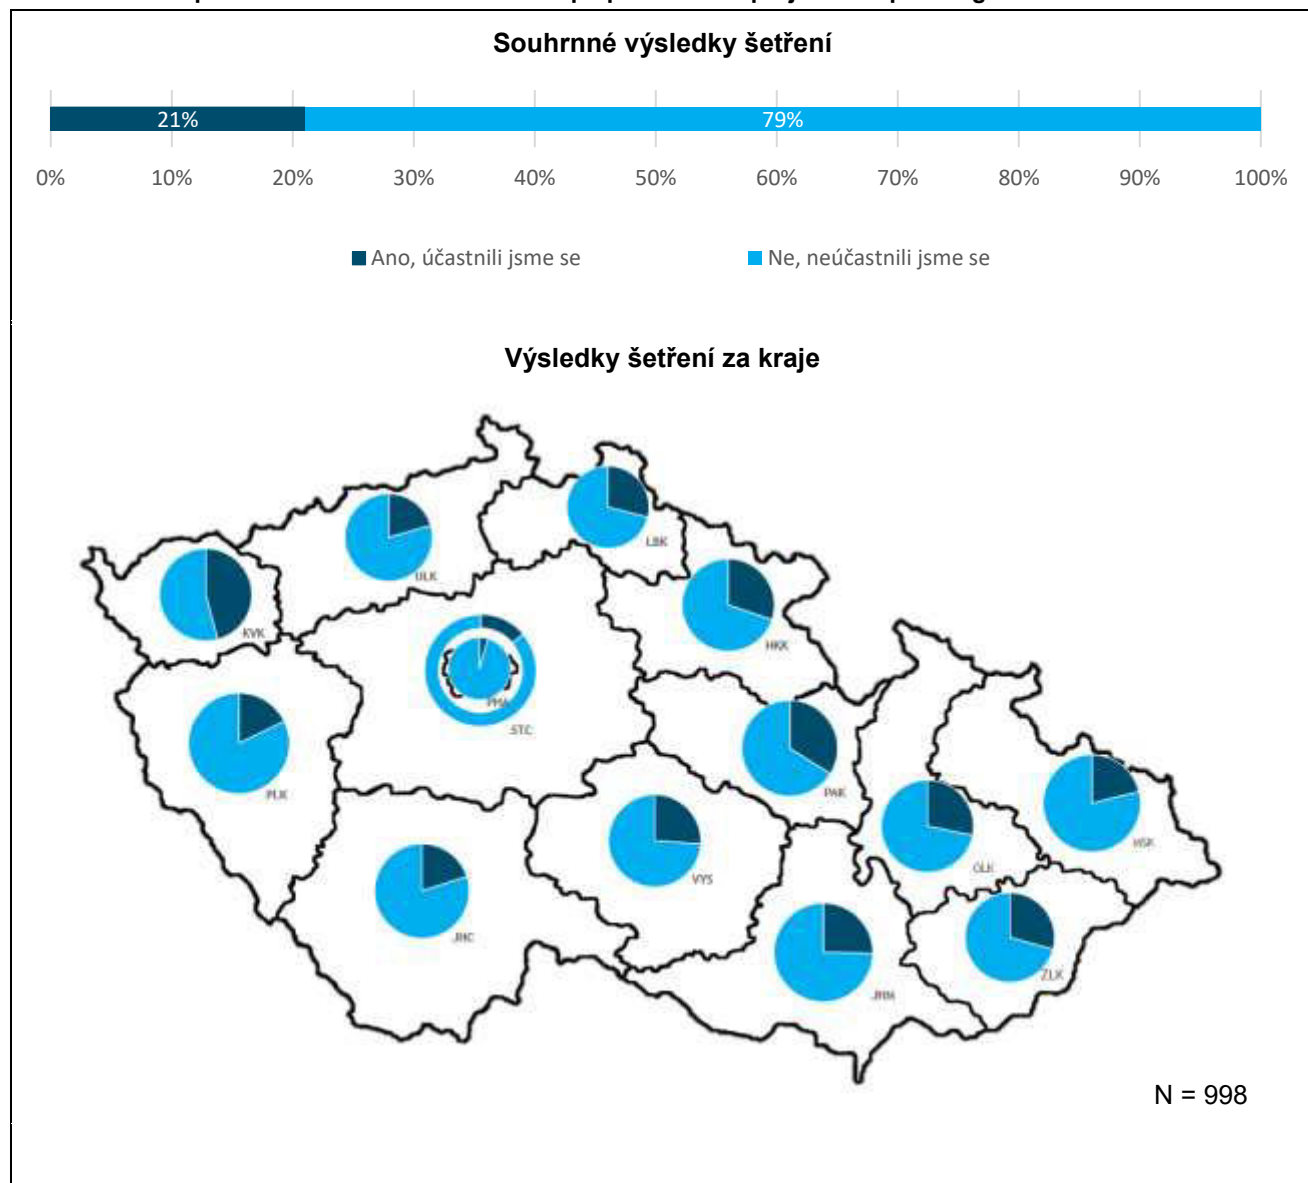 Souhrnné výsledky šetření
21% 79%
0% 10% 20% 30% 40% 50% 60% 70% 80% 90% 100%
Ano, účastnili jsme se Ne, neúčastnili jsme se
Výsledky šetření za kraje
LBK
ULK
KVK
HKK
PHA
STC
PLK
PAK
MSK
OLK
VYS
JHC
ZLK
JHM
N = 998